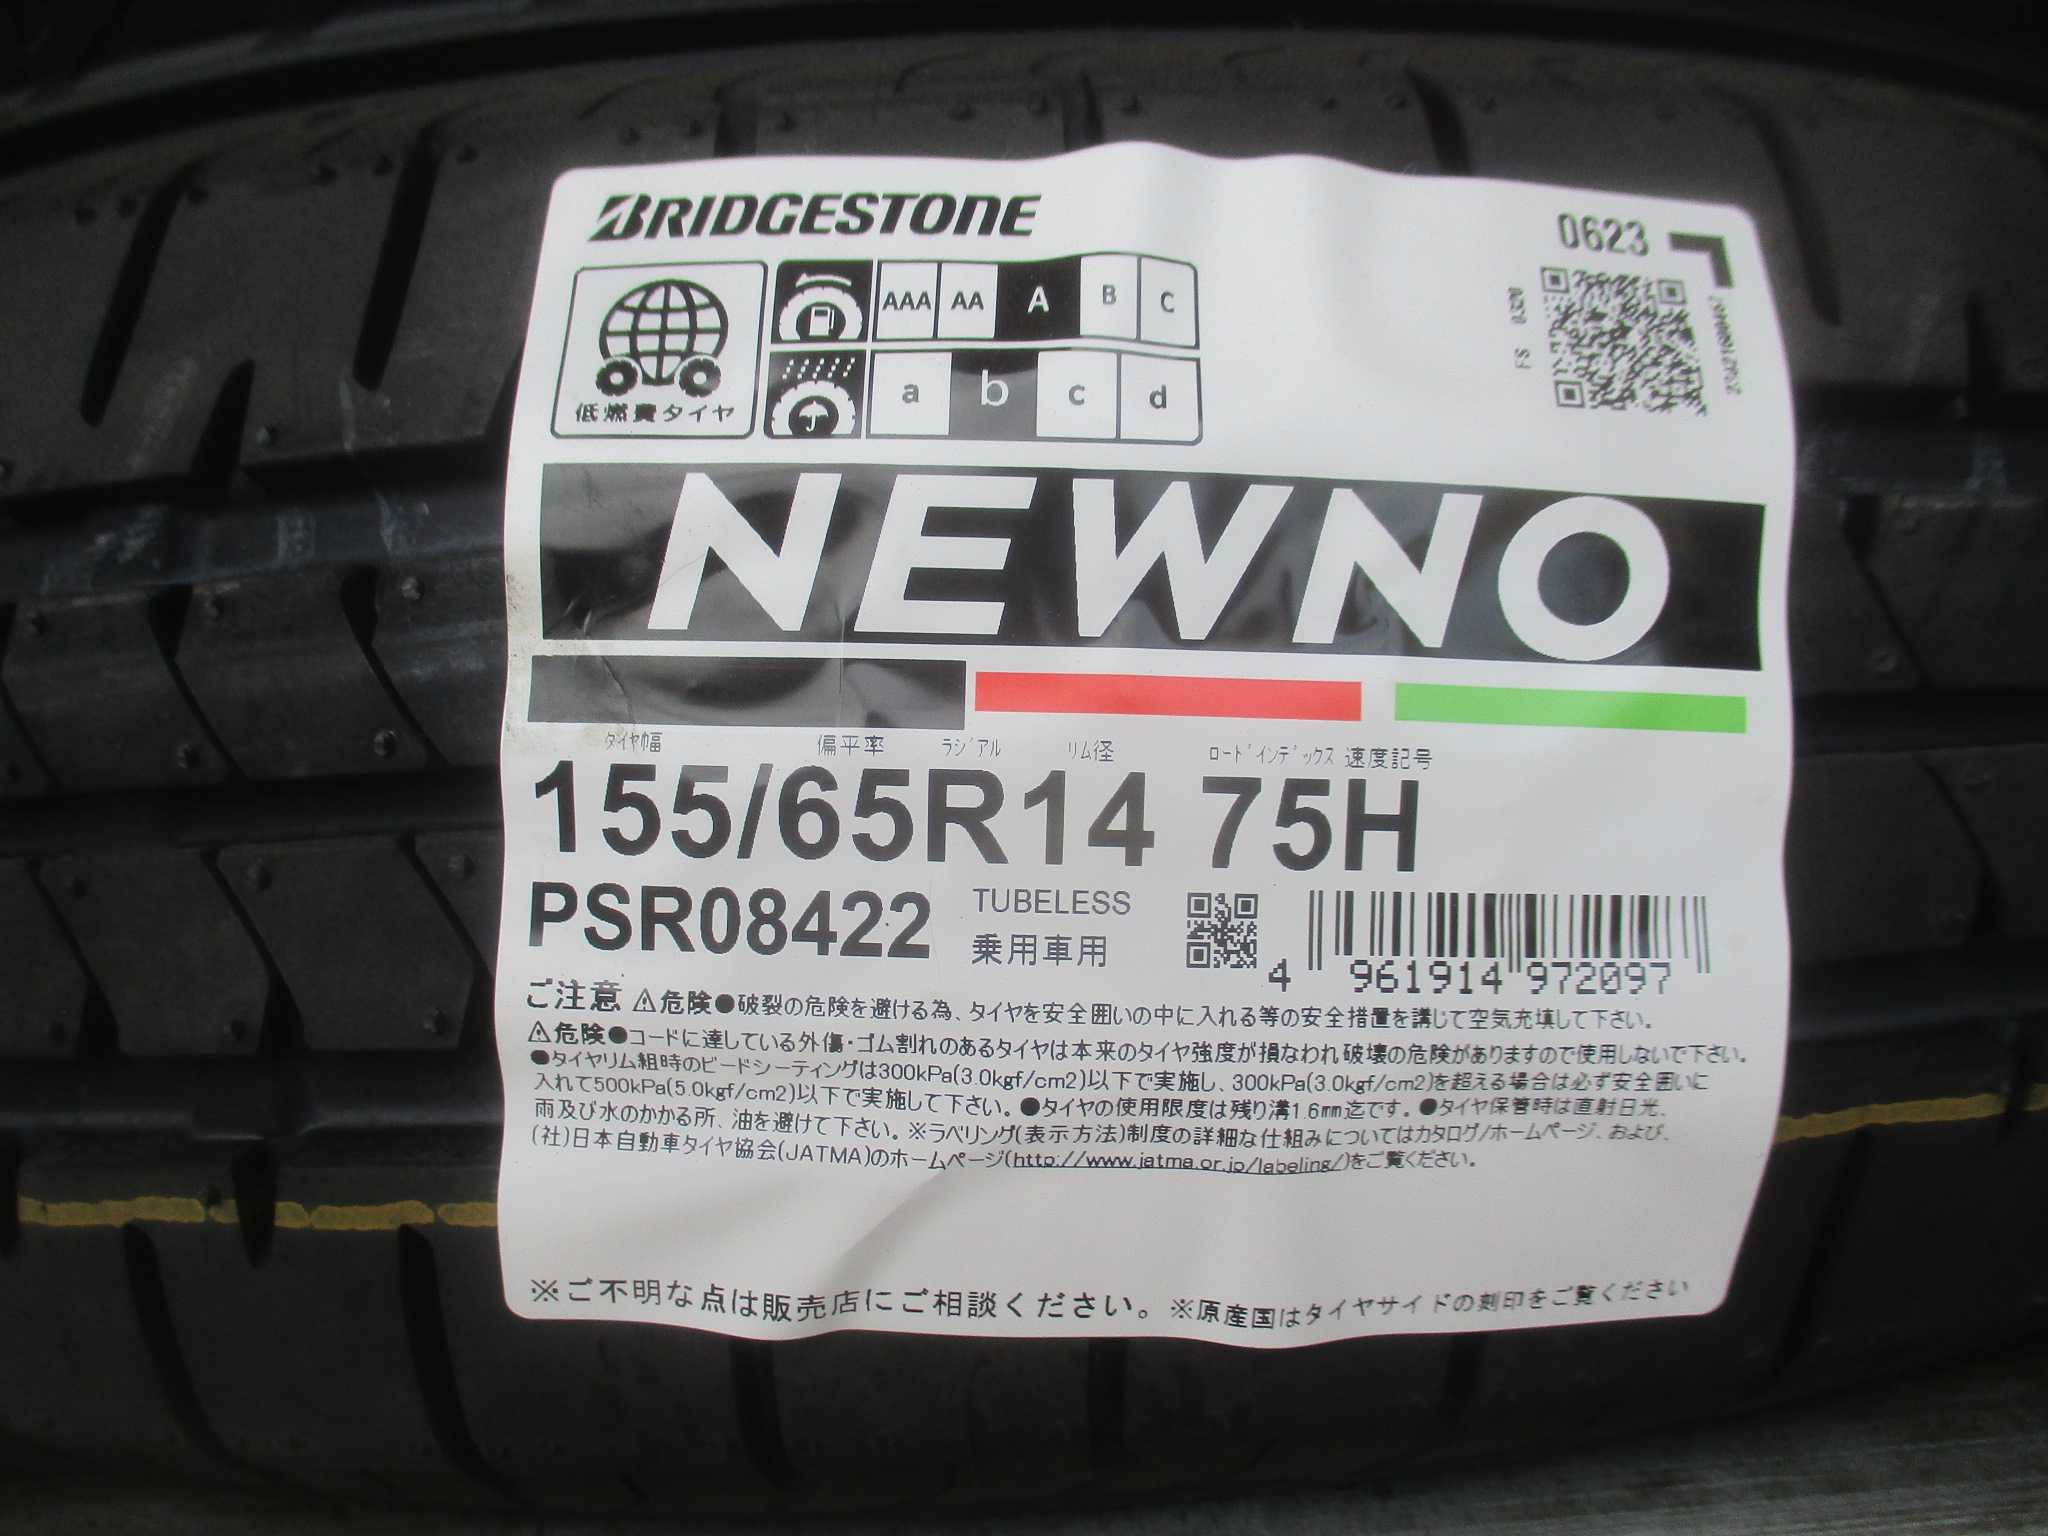 BRIDGESTONE
0623
低燃費タイヤ
AAA AA A B C
a b c d
FS 0320
NEWNO
タイヤ幅 偏平率 ラジアル リム径 ロードインデックス 速度記号
155/65R14 75H
PSR08422
TUBELESS
乗用車用
4 961914 972097
ご注意 ⚠危険●破裂の危険を避ける為、タイヤを安全囲いの中に入れる等の安全措置を講じて空気充填して下さい。
⚠危険●コードに達している外傷・ゴム割れのあるタイヤは本来のタイヤ強度が損なわれ破壊の危険がありますので使用しないで下さい。
●タイヤリム組時のビードシーティングは300kPa(3.0kgf/cm2)以下で実施し、300kPa(3.0kgf/cm2)を超える場合は必ず安全囲いに
入れて500kPa(5.0kgf/cm2)以下で実施して下さい。●タイヤの使用限度は残り溝1.6mm迄です。●タイヤ保管時は直射日光、
雨及び水のかかる所、油を避けて下さい。※ラベリング(表示方法)制度の詳細な仕組みについてはカタログ/ホームページ、および、
(社)日本自動車タイヤ協会(JATMA)のホームページ(http://www.jatma.or.jp/labeling/)をご覧ください。
※ご不明な点は販売店にご相談ください。※原産国はタイヤサイドの刻印をご覧ください